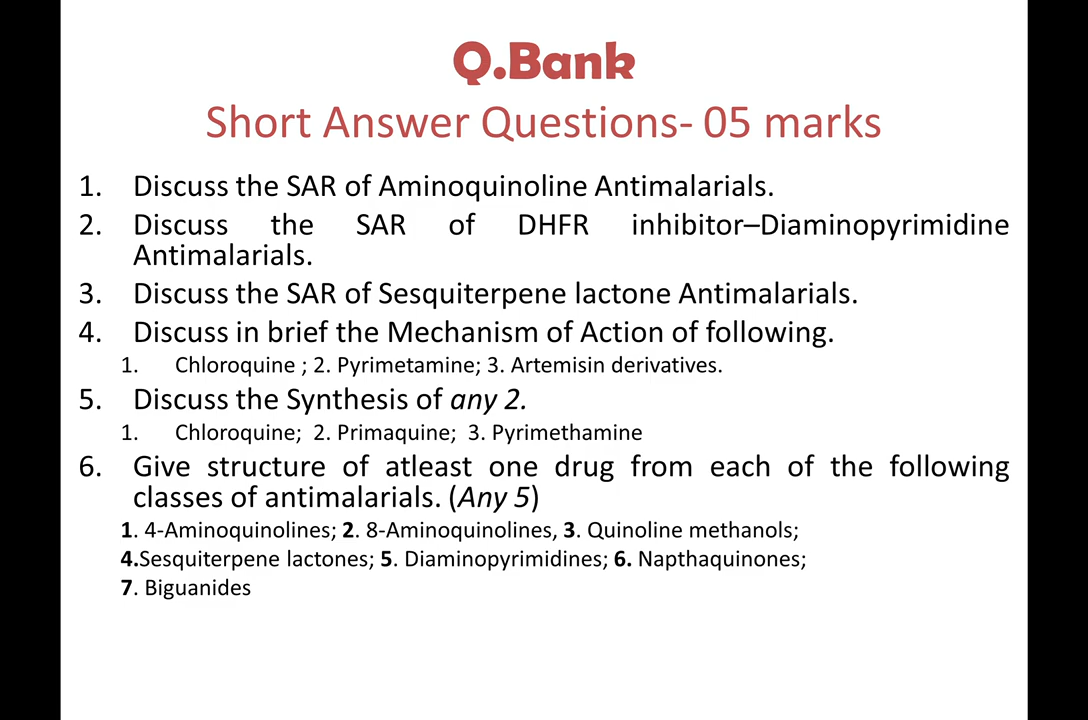 Q.Bank
Short Answer Questions- 05 marks
1. Discuss the SAR of Aminoquinoline Antimalarials.
2. Discuss the SAR of DHFR inhibitor–Diaminopyrimidine
Antimalarials.
3. Discuss the SAR of Sesquiterpene lactone Antimalarials.
4. Discuss in brief the Mechanism of Action of following.
1. Chloroquine ; 2. Pyrimetamine; 3. Artemisin derivatives.
5. Discuss the Synthesis of any 2.
1. Chloroquine; 2. Primaquine; 3. Pyrimethamine
6. Give structure of atleast one drug from each of the following
classes of antimalarials. (Any 5)
1. 4-Aminoquinolines; 2. 8-Aminoquinolines, 3. Quinoline methanols;
4.Sesquiterpene lactones; 5. Diaminopyrimidines; 6. Napthaquinones;
7. Biguanides